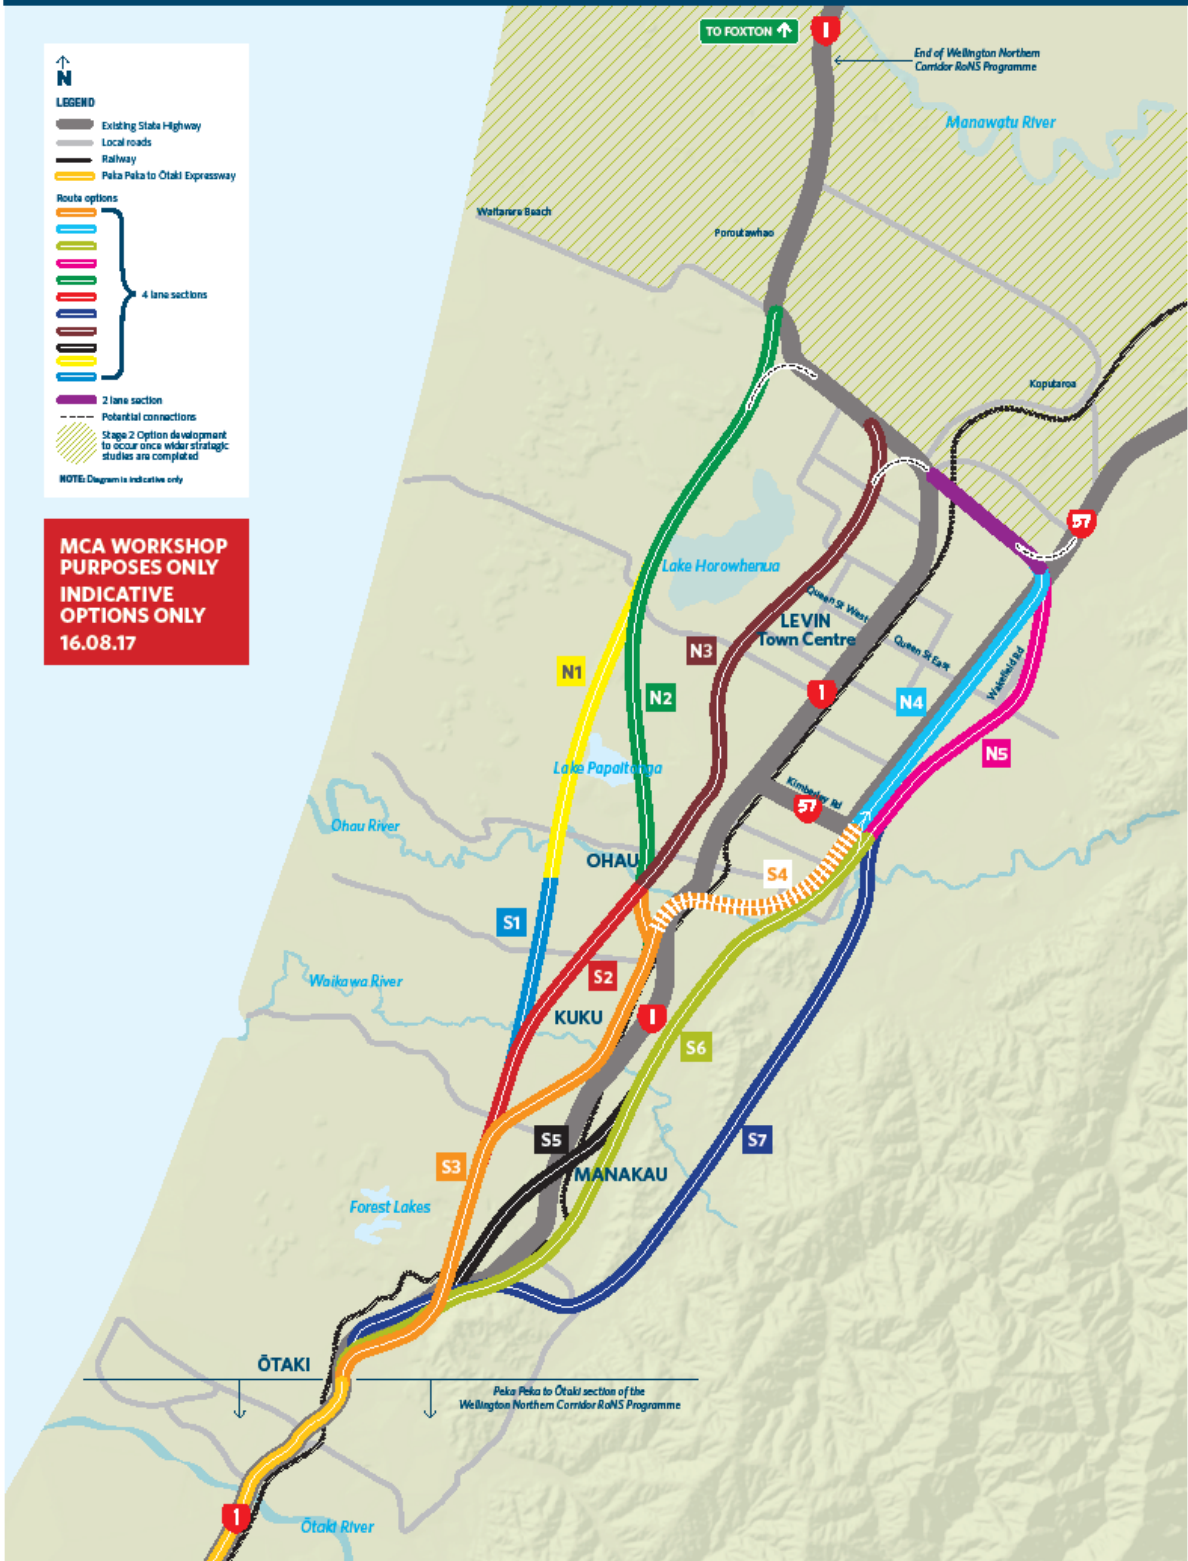 TO FOXTON
1
End of Wellington Northern
Corridor RoNS Programme
Manawatu River
N
LEGEND
Existing State Highway
Local roads
Railway
Peka Peka to Ōtaki Expressway
Route options
4 lane sections
2 lane section
Potential connections
Stage 2 Option development
to occur once wider strategic
studies are completed
NOTE: Diagram is indicative only
MCA WORKSHOP
PURPOSES ONLY
INDICATIVE
OPTIONS ONLY
16.08.17
Waitarere Beach
Poroutawhao
Koputaroa
57
Lake Horowhenua
Queen St West
LEVIN
Town Centre
Queen St East
Wakefield Rd
N3
N1
N2
1
N4
N5
Lake Papaitonga
Kimberley Rd
57
Ohau River
OHAU
S4
S1
S2
Waikawa River
KUKU
1
S6
S5
S7
S3
MANAKAU
Forest Lakes
ŌTAKI
Peka Peka to Ōtaki section of the
Wellington Northern Corridor RoNS Programme
1
Ōtaki River